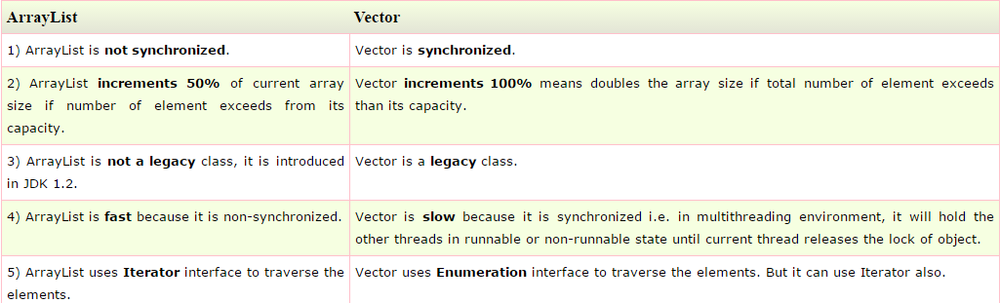 ArrayList Vector
1) ArrayList is not synchronized. Vector is synchronized.
2) ArrayList increments 50% of current array
size if number of element exceeds from its
capacity.
Vector increments 100% means doubles the array size if total number of element exceeds
than its capacity.
3) ArrayList is not a legacy class, it is introduced
in JDK 1.2.
Vector is a legacy class.
4) ArrayList is fast because it is non-synchronized.
Vector is slow because it is synchronized i.e. in multithreading environment, it will hold the
other threads in runnable or non-runnable state until current thread releases the lock of object.
5) ArrayList uses Iterator interface to traverse the
elements.
Vector uses Enumeration interface to traverse the elements. But it can use Iterator also.